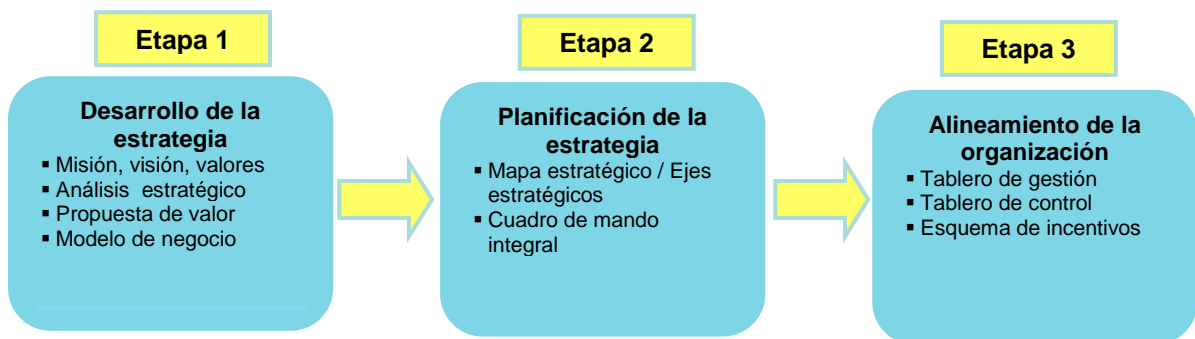 Etapa 1
Desarrollo de la
estrategia
▪ Misión, visión, valores
▪ Análisis estratégico
▪ Propuesta de valor
▪ Modelo de negocio
Etapa 2
Planificación de la
estrategia
▪ Mapa estratégico / Ejes
estratégicos
▪ Cuadro de mando
integral
Etapa 3
Alineamiento de la
organización
▪ Tablero de gestión
▪ Tablero de control
▪ Esquema de incentivos